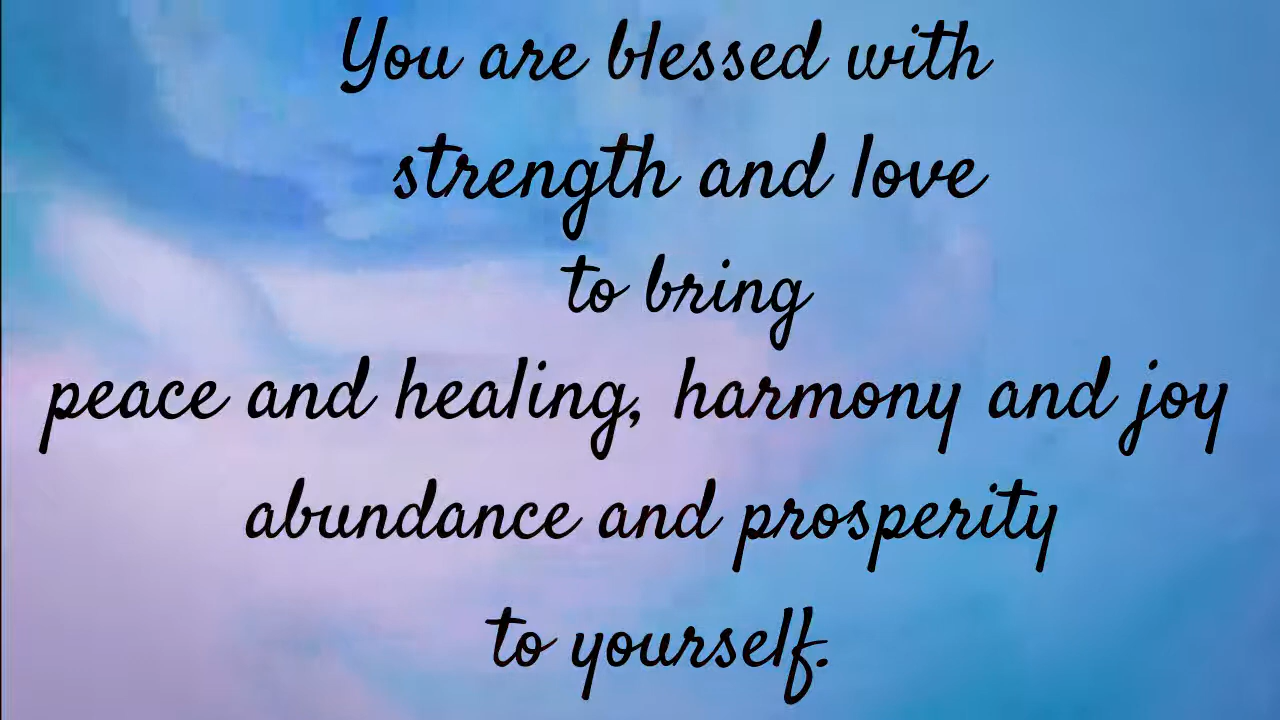 You are blessed with
strength and love
to bring
peace and healing, harmony and joy
abundance and prosperity
to yourself.